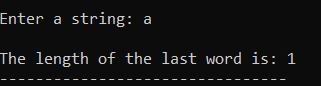 Enter a string: a
The length of the last word is: 1
--------------------------------